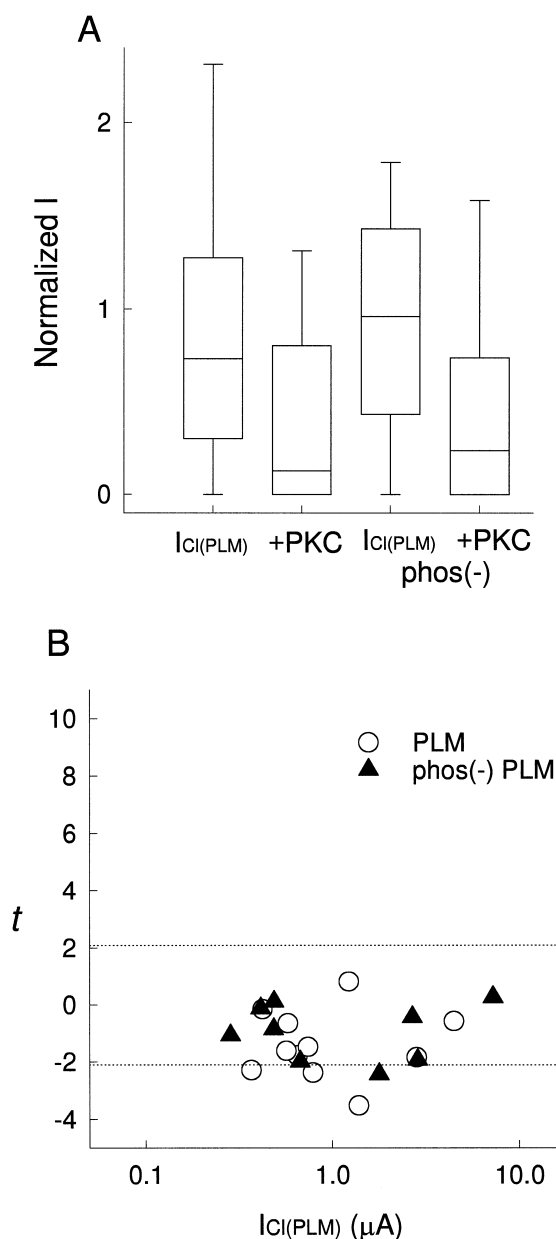 A
2
1
0
Normalized I
ICl(PLM) +PKC ICl(PLM) +PKC
phos(-)
B
PLM
phos(-) PLM
10
8
6
4
2
0
-2
-4
t
0.1 1.0 10.0
ICl(PLM) (μA)